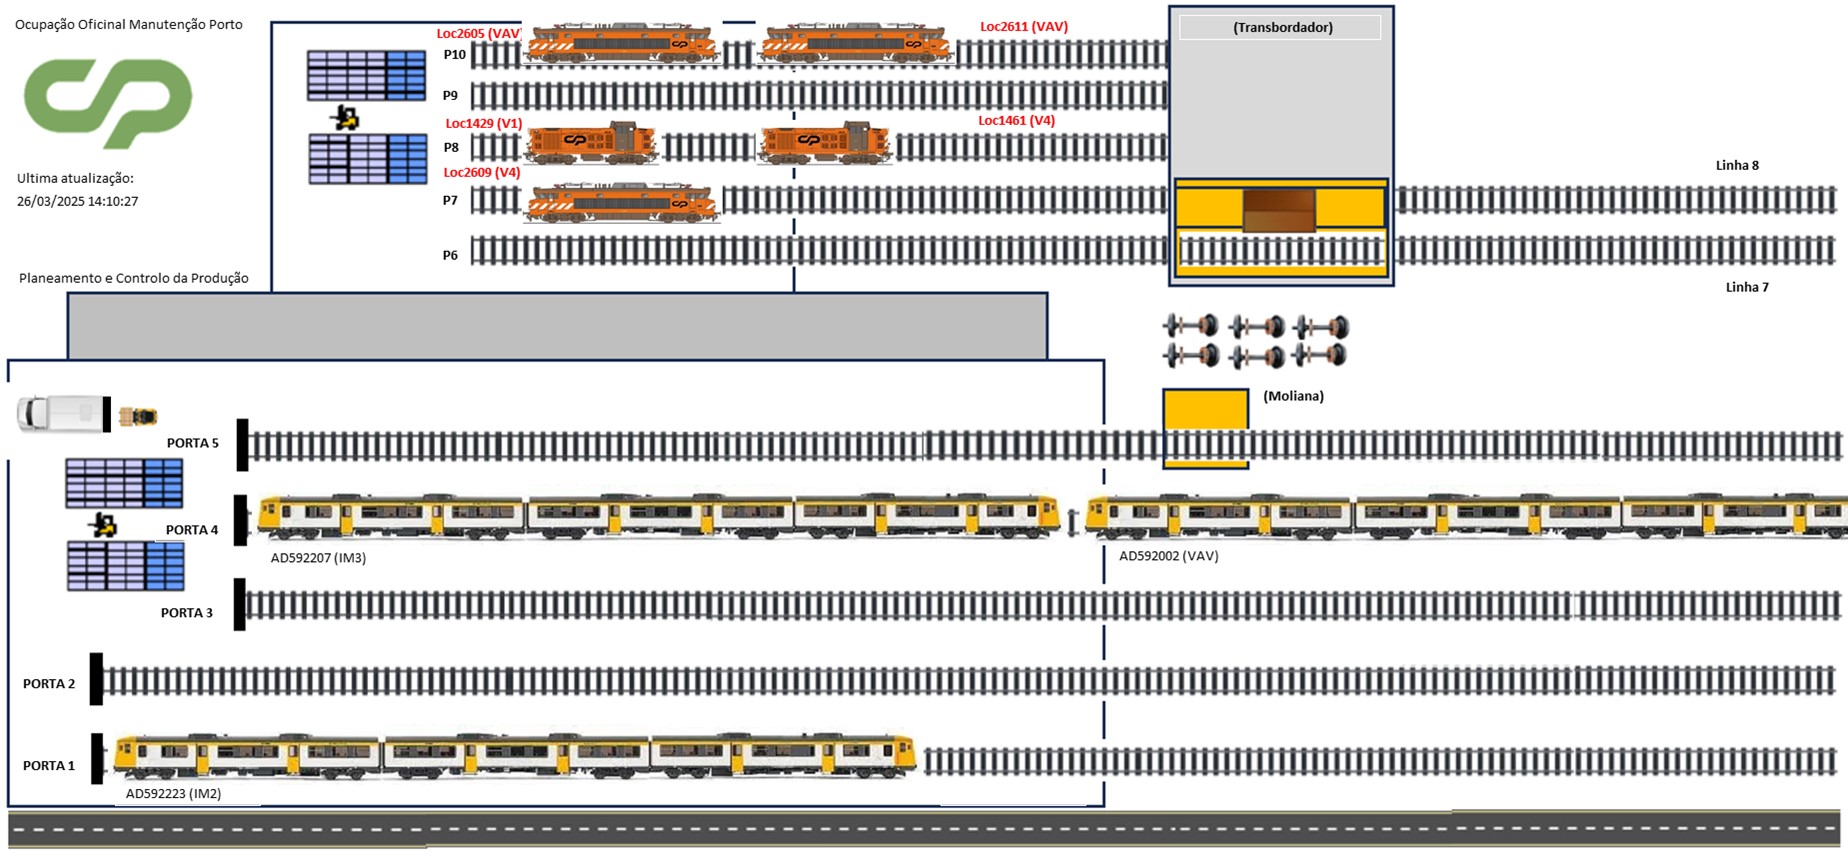 Ocupação Oficinal Manutenção Porto
Ultima atualização:
26/03/2025 14:10:27
Planeamento e Controlo da Produção
Loc2605 (VAV)
Loc2611 (VAV)
(Transbordador)
P10
P9
Loc1429 (V1)
Loc1461 (V4)
P8
Loc2609 (V4)
P7
Linha 8
P6
Linha 7
(Moliana)
PORTA 5
PORTA 4
AD592207 (IM3)
AD592002 (VAV)
PORTA 3
PORTA 2
PORTA 1
AD592223 (IM2)